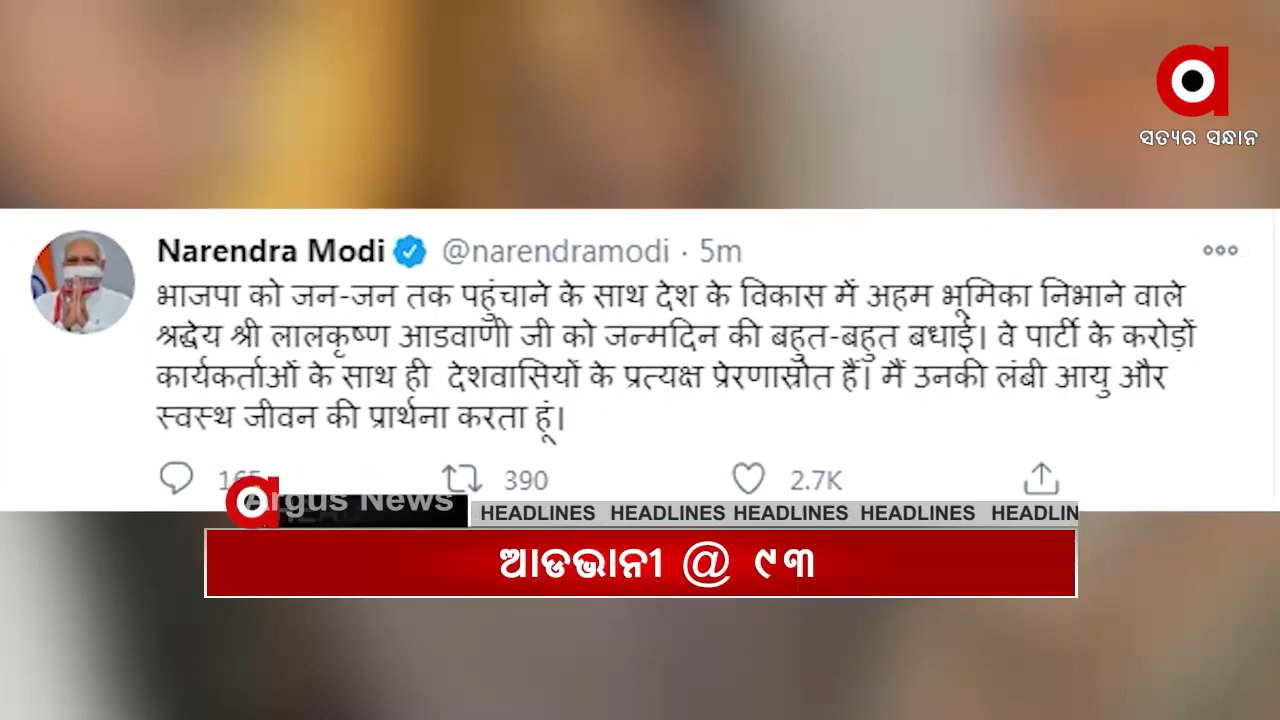 ସତ୍ୟର ସନ୍ଧାନ
Narendra Modi @narendramodi · 5m
भाजपा को जन-जन तक पहुंचाने के साथ देश के विकास में अहम भूमिका निभाने वाले
श्रद्धेय श्री लालकृष्ण आडवाणी जी को जन्मदिन की बहुत-बहुत बधाई। वे पार्टी के करोड़ों
कार्यकर्ताओं के साथ ही देशवासियों के प्रत्यक्ष प्रेरणास्रोत हैं। मैं उनकी लंबी आयु और
स्वस्थ जीवन की प्रार्थना करता हूं।
390 2.7K
Argus News
HEADLINES HEADLINES HEADLINES HEADLINES HEADLIN
ଆଡଭାନୀ @ ୯୩